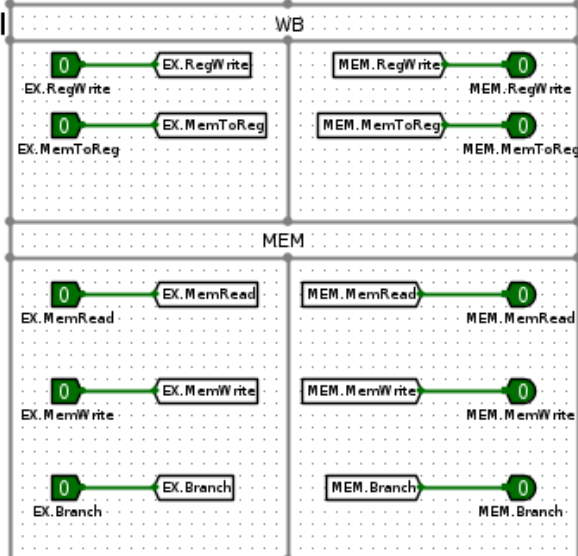 WB
0 EX.RegWrite MEM.RegWrite 0
EX.RegWrite MEM.RegWrite
0 EX.MemToReg MEM.MemToReg 0
EX.MemToReg MEM.MemToReg
MEM
0 EX.MemRead MEM.MemRead 0
EX.MemRead MEM.MemRead
0 EX.MemWrite MEM.MemWrite 0
EX.MemWrite MEM.MemWrite
0 EX.Branch MEM.Branch 0
EX.Branch MEM.Branch